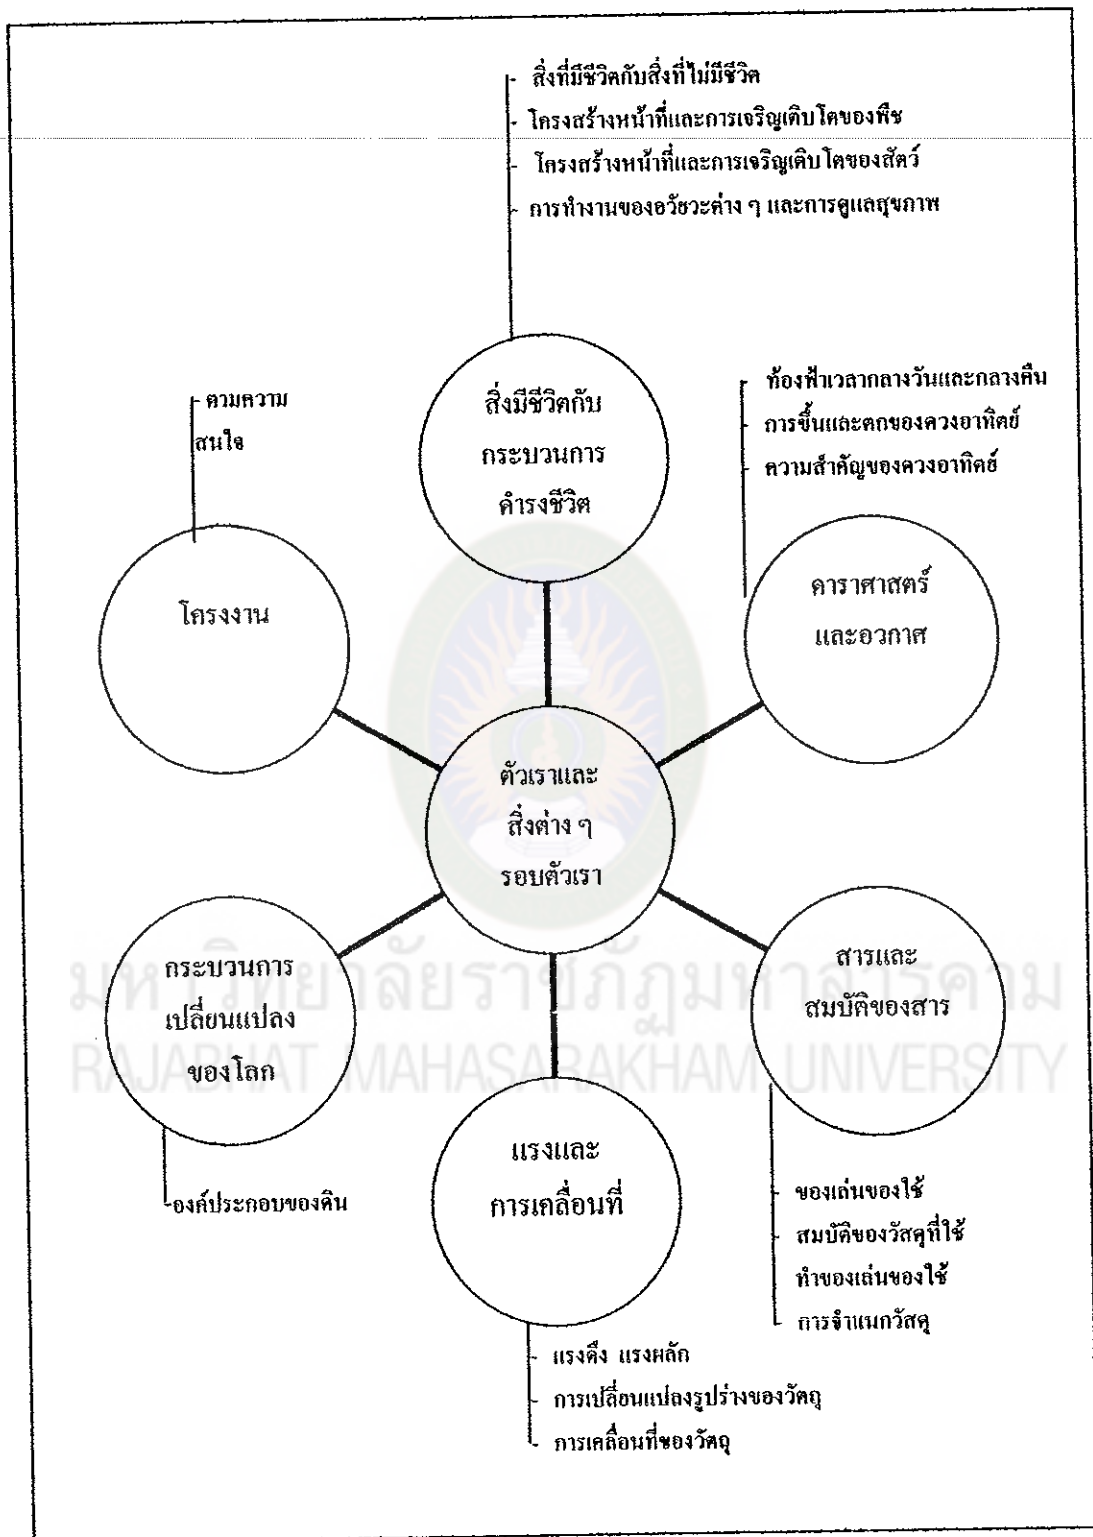 - สิ่งที่มีชีวิตกับสิ่งที่ไม่มีชีวิต
- โครงสร้างหน้าที่และการเจริญเติบโตของพืช
- โครงสร้างหน้าที่และการเจริญเติบโตของสัตว์
- การทำงานของอวัยวะต่าง ๆ และการดูแลสุขภาพ
สิ่งมีชีวิตกับ
กระบวนการ
ดำรงชีวิต
- ตวมความ
สนใจ
โครงงาน
- ท้องฟ้าเวลากลางวันและกลางคืน
- การขึ้นและตกของดวงอาทิตย์
- ความสำคัญของดวงอาทิตย์
ดาราศาสตร์
และอวกาศ
ตัวเราและ
สิ่งต่าง ๆ
รอบตัวเรา
กระบวนการ
เปลี่ยนแปลง
ของโลก
-องค์ประกอบของดิน
สารและ
สมบัติของสาร
- ของเล่นของใช้
- สมบัติของวัสดุที่ใช้
ทำของเล่นของใช้
- การจำแนกวัสดุ
แรงและ
การเคลื่อนที่
- แรงดึง แรงผลัก
- การเปลี่ยนแปลงรูปร่างของวัตถุ
- การเคลื่อนที่ของวัตถุ
มหาวิทยาลัยราชภัฏมหาสารคาม
RAJABHAT MAHASARAKHAM UNIVERSITY